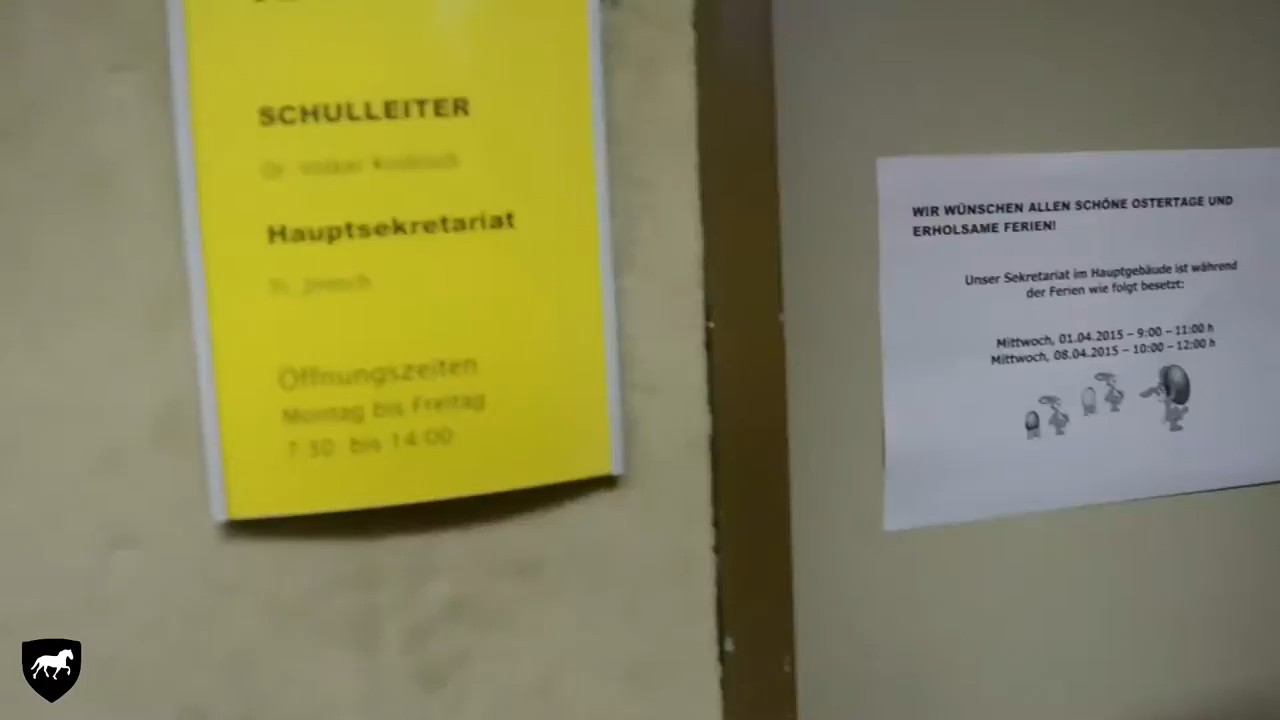 SCHULLEITER
Dr. Volker
Hauptsekretariat
Öffnungszeiten
Montag bis Freitag
7:30 bis 14:00
WIR WÜNSCHEN ALLEN SCHÖNE OSTERTAGE UND
ERHOLSAME FERIEN!
Unser Sekretariat im Hauptgebäude ist während
der Ferien wie folgt besetzt:
Mittwoch, 01.04.2015 – 9:00 – 11:00 h
Mittwoch, 08.04.2015 – 10:00 – 12:00 h